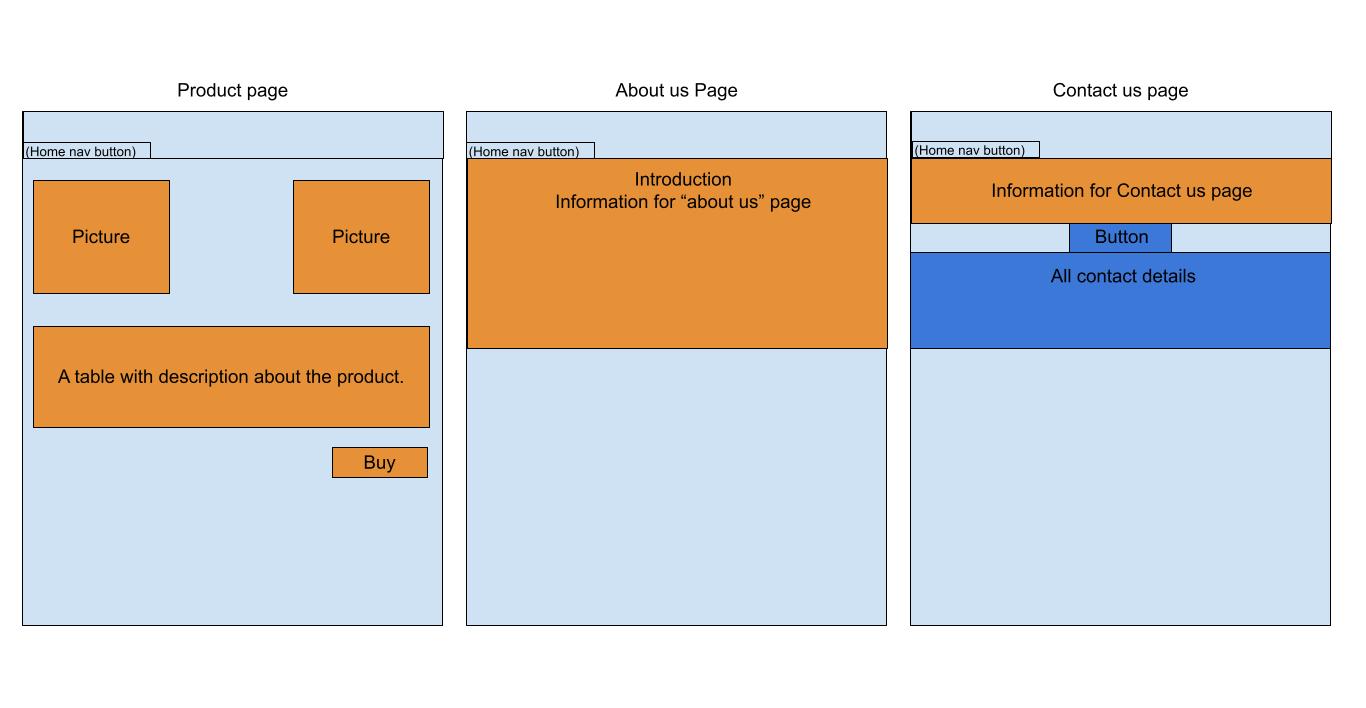 Product page
(Home nav button)
Picture
Picture
A table with description about the product.
Buy
About us Page
(Home nav button)
Introduction
Information for “about us” page
Contact us page
(Home nav button)
Information for Contact us page
Button
All contact details